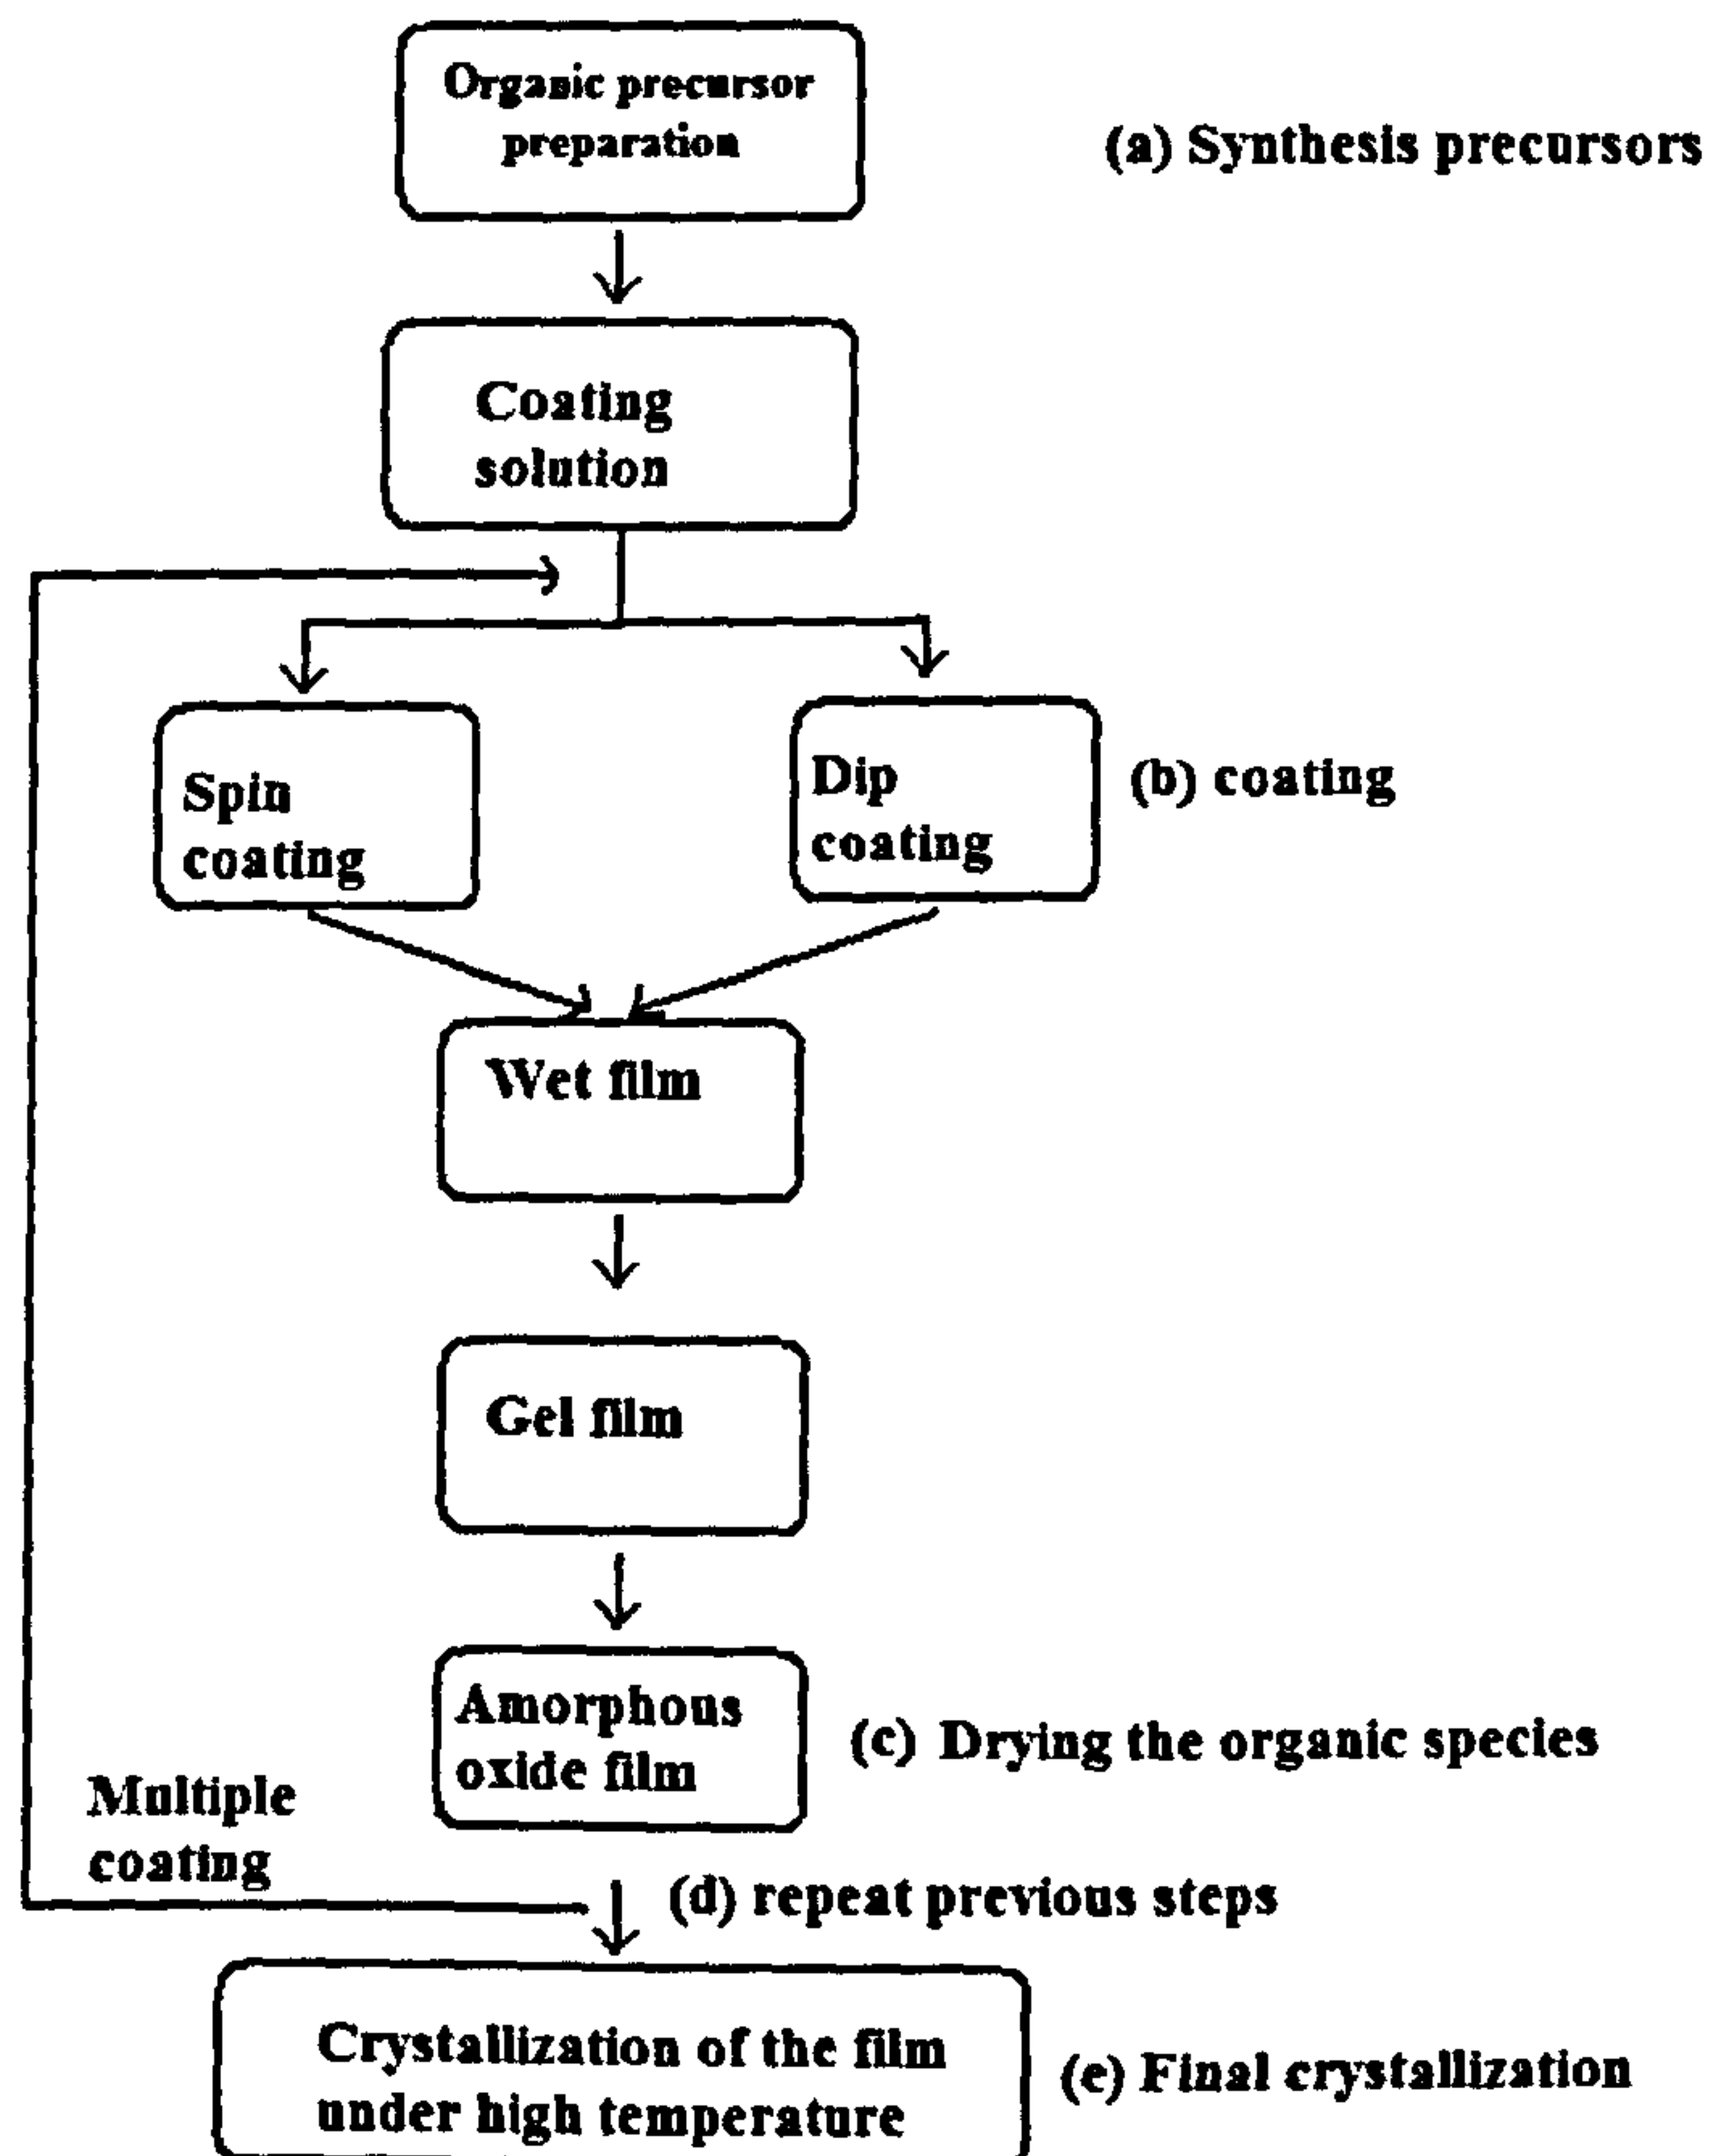 Organic precursor
preparation
(a) Synthesis precursors
Coating
solution
Spin
coating
Dip
coating
(b) coating
Wet film
Gel film
Amorphous
oxide film
(c) Drying the organic species
Multiple
coating
(d) repeat previous steps
Crystallization of the film
under high temperature
(e) Final crystallization